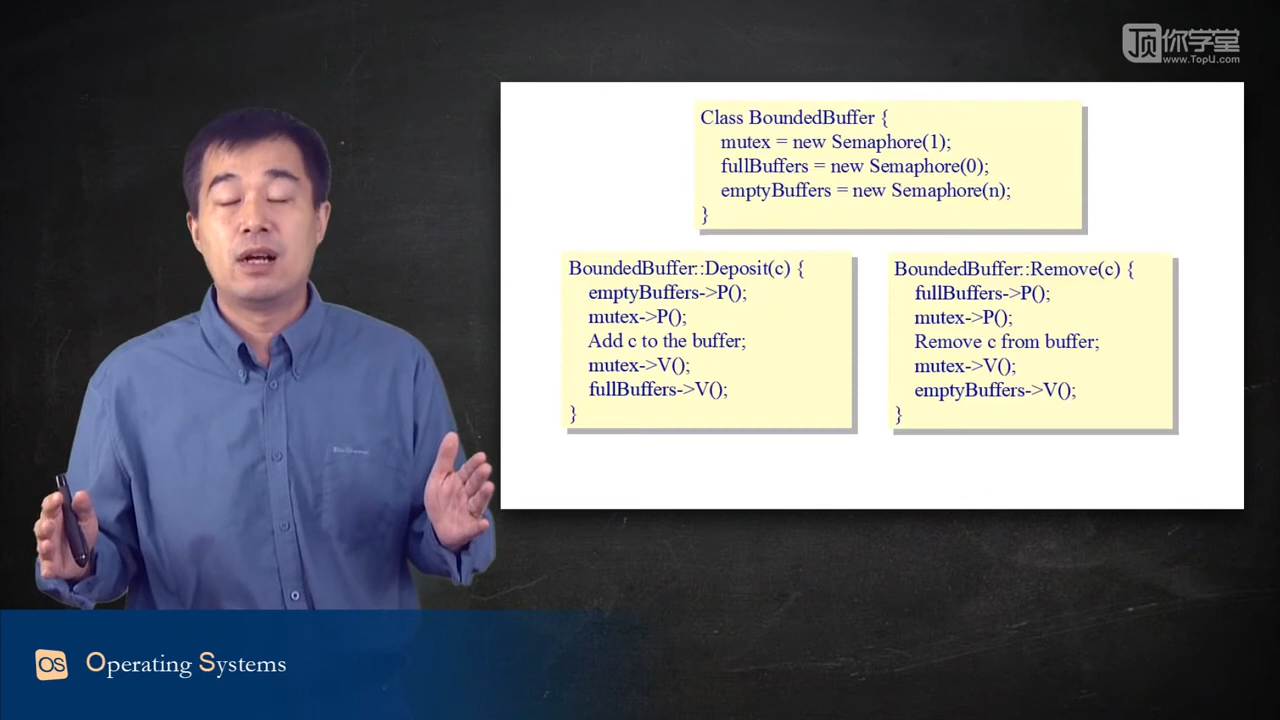 顶你学堂
www.TopU.com
Class BoundedBuffer {
mutex = new Semaphore(1);
fullBuffers = new Semaphore(0);
emptyBuffers = new Semaphore(n);
}
BoundedBuffer::Deposit(c) {
emptyBuffers->P();
mutex->P();
Add c to the buffer;
mutex->V();
fullBuffers->V();
}
BoundedBuffer::Remove(c) {
fullBuffers->P();
mutex->P();
Remove c from buffer;
mutex->V();
emptyBuffers->V();
}
OS Operating Systems